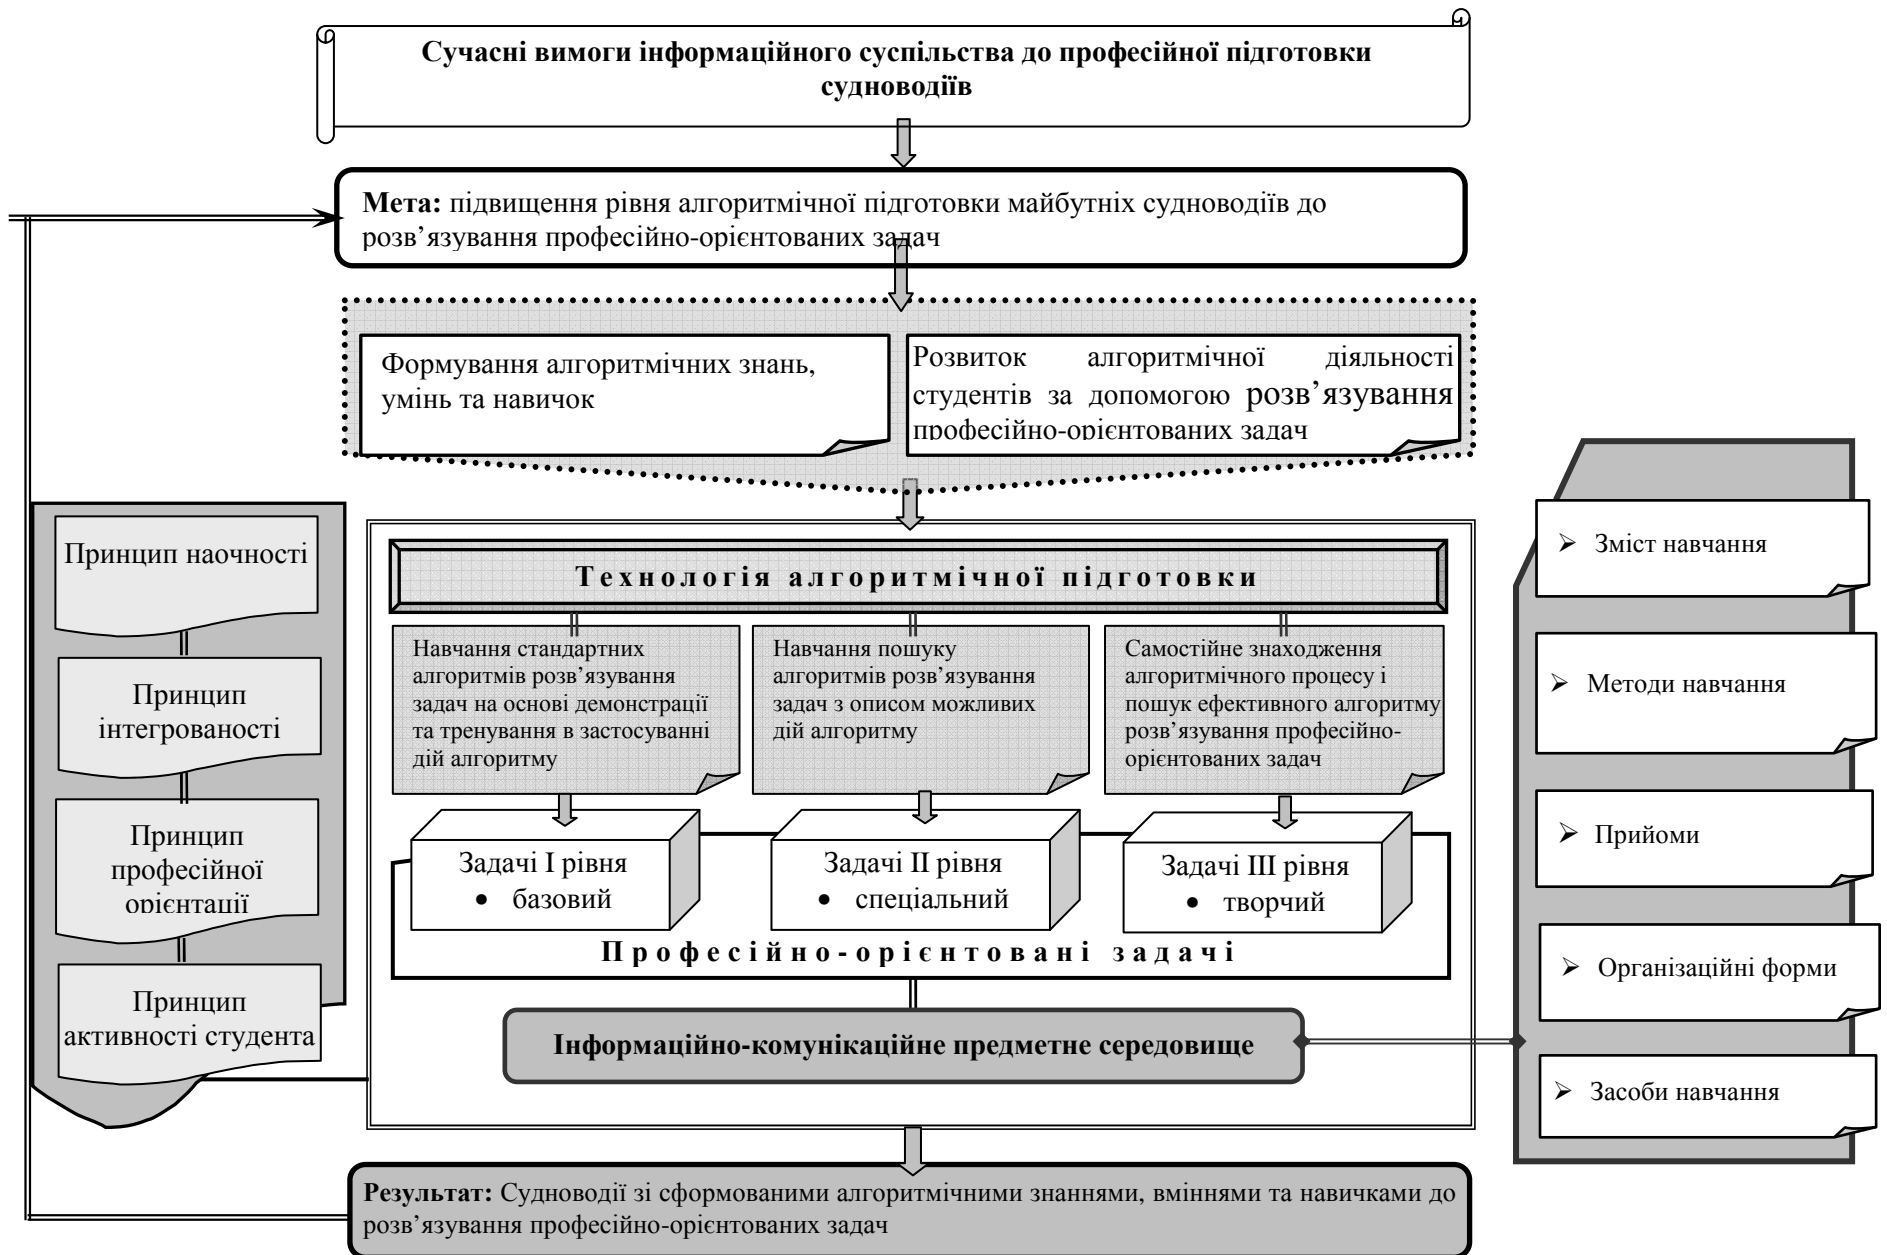 Сучасні вимоги інформаційного суспільства до професійної підготовки
судноводіїв
Мета: підвищення рівня алгоритмічної підготовки майбутніх судноводіїв до
розв’язування професійно-орієнтованих задач
Формування алгоритмічних знань,
умінь та навичок
Розвиток алгоритмічної діяльності
студентів за допомогою розв’язування
професійно-орієнтованих задач
Принцип наочності
Принцип
інтегрованості
Принцип
професійної
орієнтації
Принцип
активності студента
Технологія алгоритмічної підготовки
Навчання стандартних
алгоритмів розв’язування
задач на основі демонстрації
та тренування в застосуванні
дій алгоритму
Навчання пошуку
алгоритмів розв’язування
задач з описом можливих
дій алгоритму
Самостійне знаходження
алгоритмічного процесу і
пошук ефективного алгоритму
розв’язування професійно-
орієнтованих задач
Задачі I рівня
• базовий
Задачі II рівня
• спеціальний
Задачі III рівня
• творчий
Професійно-орієнтовані задачі
Інформаційно-комунікаційне предметне середовище
➢ Зміст навчання
➢ Методи навчання
➢ Прийоми
➢ Організаційні форми
➢ Засоби навчання
Результат: Судноводії зі сформованими алгоритмічними знаннями, вміннями та навичками до
розв’язування професійно-орієнтованих задач